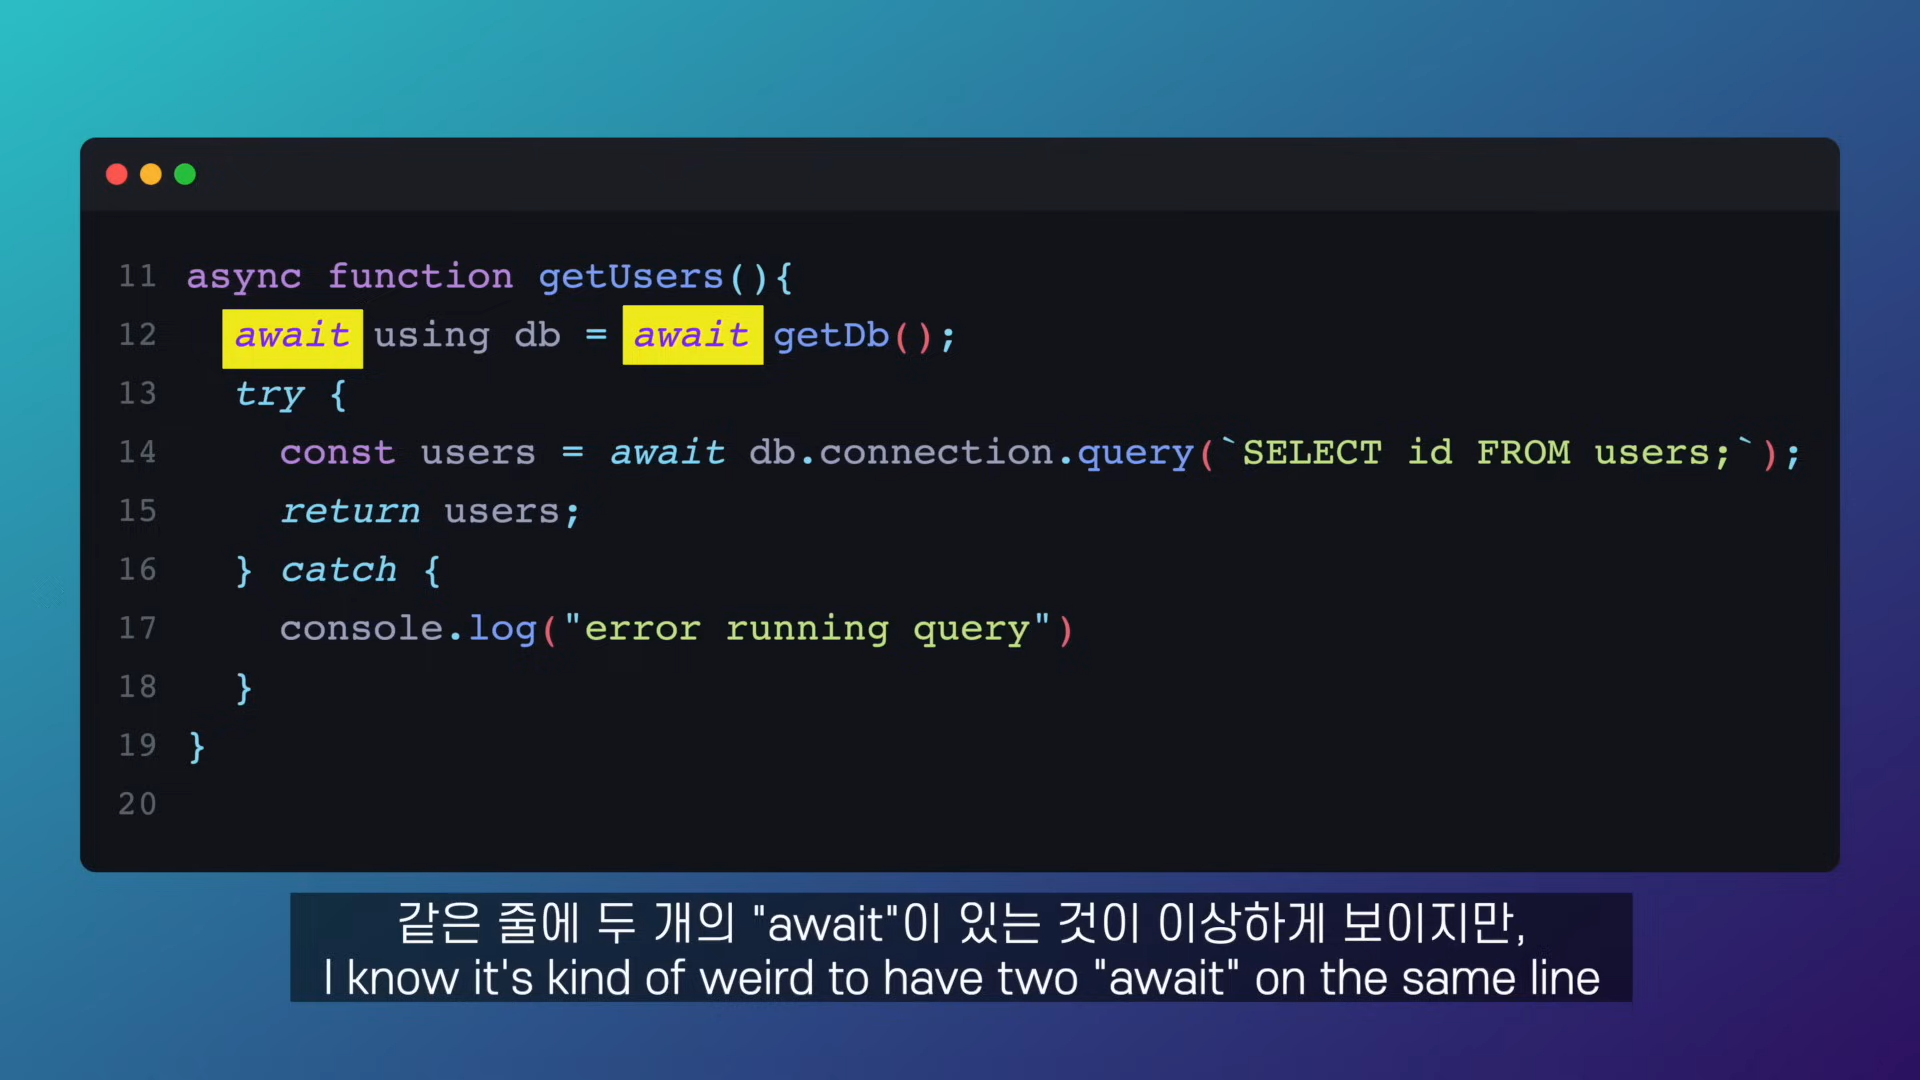 11 async function getUsers(){
12 await using db = await getDb();
13 try {
14 const users = await db.connection.query(`SELECT id FROM users;`);
15 return users;
16 } catch {
17 console.log("error running query")
18 }
19 }
20
같은 줄에 두 개의 "await"이 있는 것이 이상하게 보이지만,
I know it's kind of weird to have two "await" on the same line